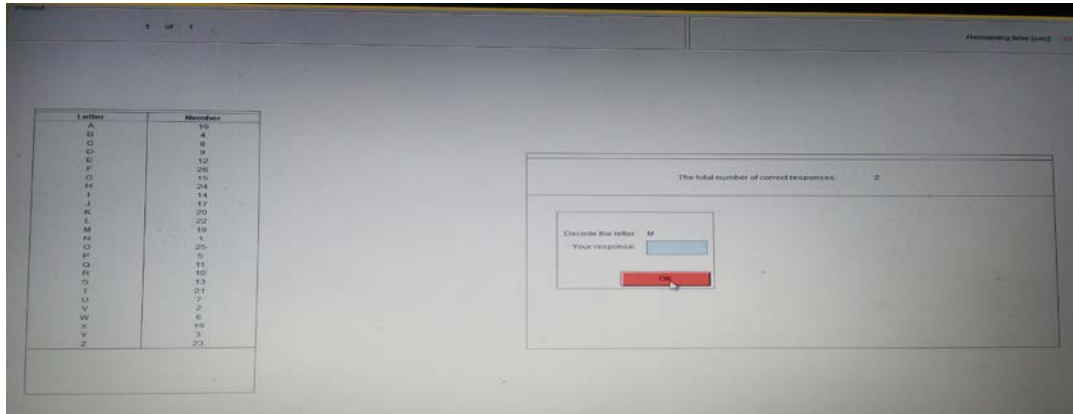 Period
1 of 1
Remaining time [sec]:
Letter Number
A 16
B 4
C 8
D 9
E 12
F 26
G 15
H 24
I 14
J 17
K 20
L 22
M 18
N 1
O 25
P 5
Q 11
R 10
S 13
T 21
U 7
V 2
W 6
X 19
Y 3
Z 23
The total number of correct responses: 2
Decode the letter: M
Your response:
OK